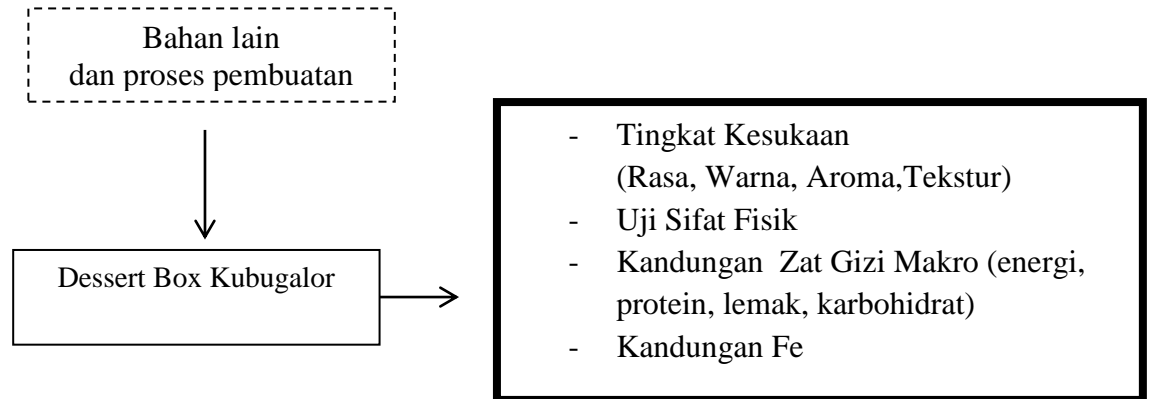 Bahan lain
dan proses pembuatan
Dessert Box Kubugalor
- Tingkat Kesukaan
(Rasa, Warna, Aroma,Tekstur)
- Uji Sifat Fisik
- Kandungan Zat Gizi Makro (energi,
protein, lemak, karbohidrat)
- Kandungan Fe